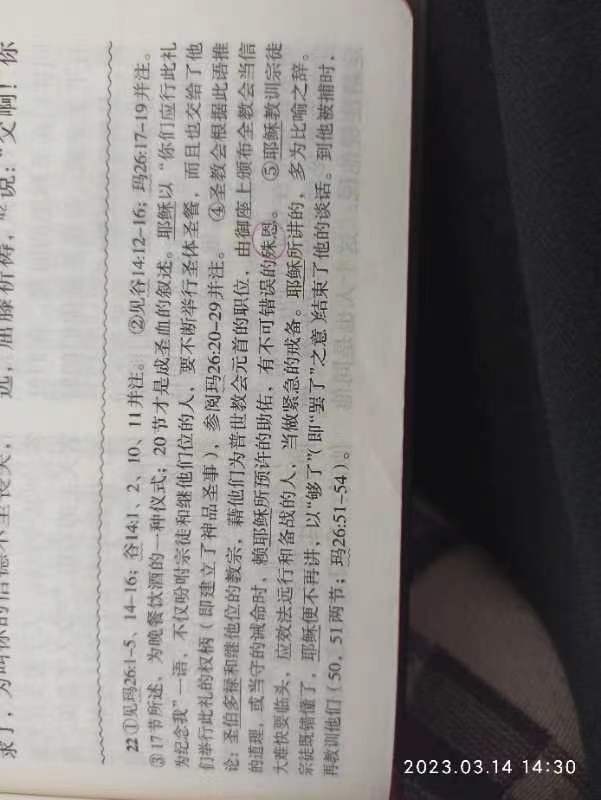 远，屈膝祈祷，⁴²说：“父啊！你
求了，为叫你的信德不至丧失，
22 ①见玛26:1-5、14-16；谷14:1、2、10、11并注。 ②见谷14:12-16；玛26:17-19并注。
③17节所述，为晚餐饮酒的一种仪式；20节才是成圣血的叙述。耶稣以“你们应行此礼
为纪念我”一语，不仅吩咐宗徒和继他们位的人，要不断举行圣体圣餐，而且也交给了他
们举行此礼的权柄（即建立了神品圣事），参阅玛26:20-29并注。 ④圣教会根据此语推
论：圣伯多禄和继他位的教宗，藉他们为普世教会元首的职位，由御座上颁布全教会当信
的道理，或当守的诫命时，赖耶稣所预许的助佑，有不可错误的殊恩。 ⑤耶稣教训宗徒
大难快要临头，应效法远行和备战的人，当做紧急的戒备。耶稣所讲的，多为比喻之辞。
宗徒既错懂了，耶稣便不再讲，以“够了”（即“罢了”之意）结束了他的谈话。到他被捕时，
再教训他们（50，51两节；玛26:51-54）。
2023.03.14 14:30